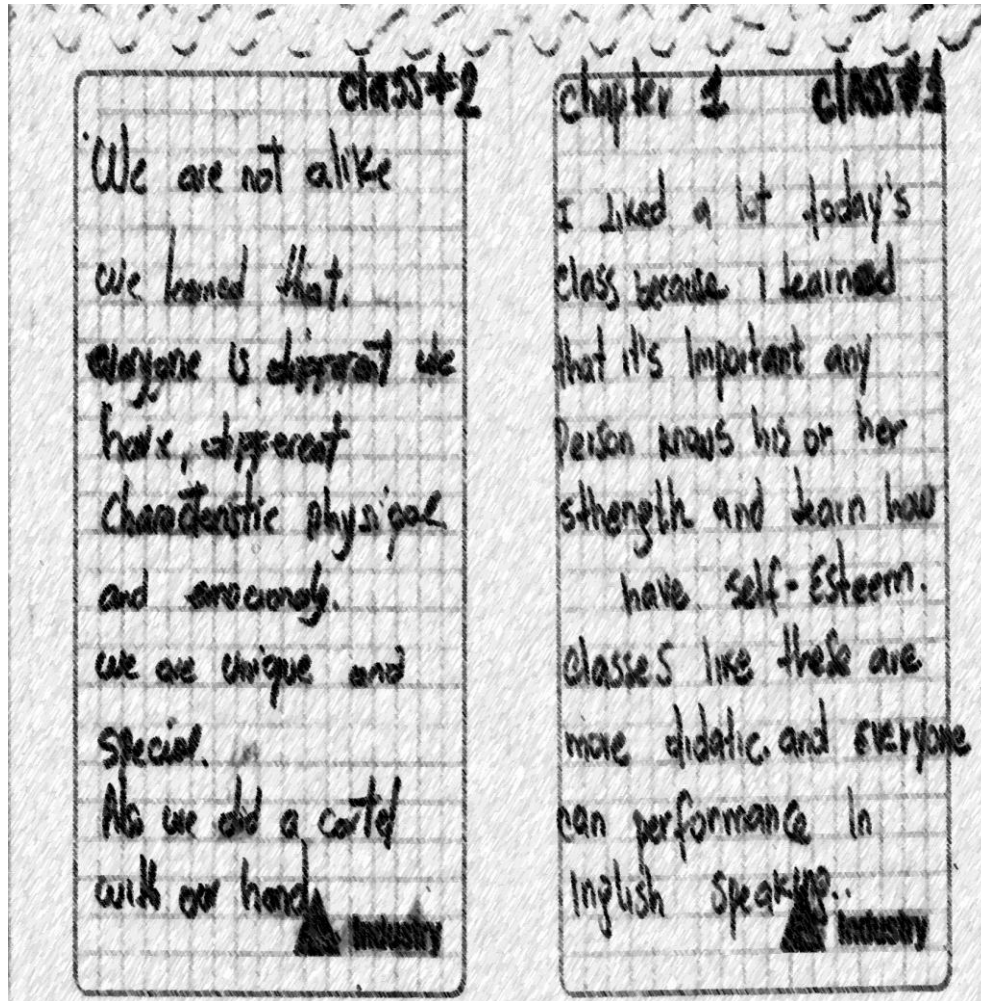 class#2
We are not alike
we learned that.
everyone is different we
have, different
characteristic physical
and emocionaly.
we are unique and
special.
Also we did a cartel
with our hand
Industry
chapter 1 class#1
I liked a lot today's
class because I learned
that it's Important any
person knows his or her
sthength and learn how
have self-Esteem.
classes like these are
more didatic. and everyone
can performance In
Inglish speaking..
Industry